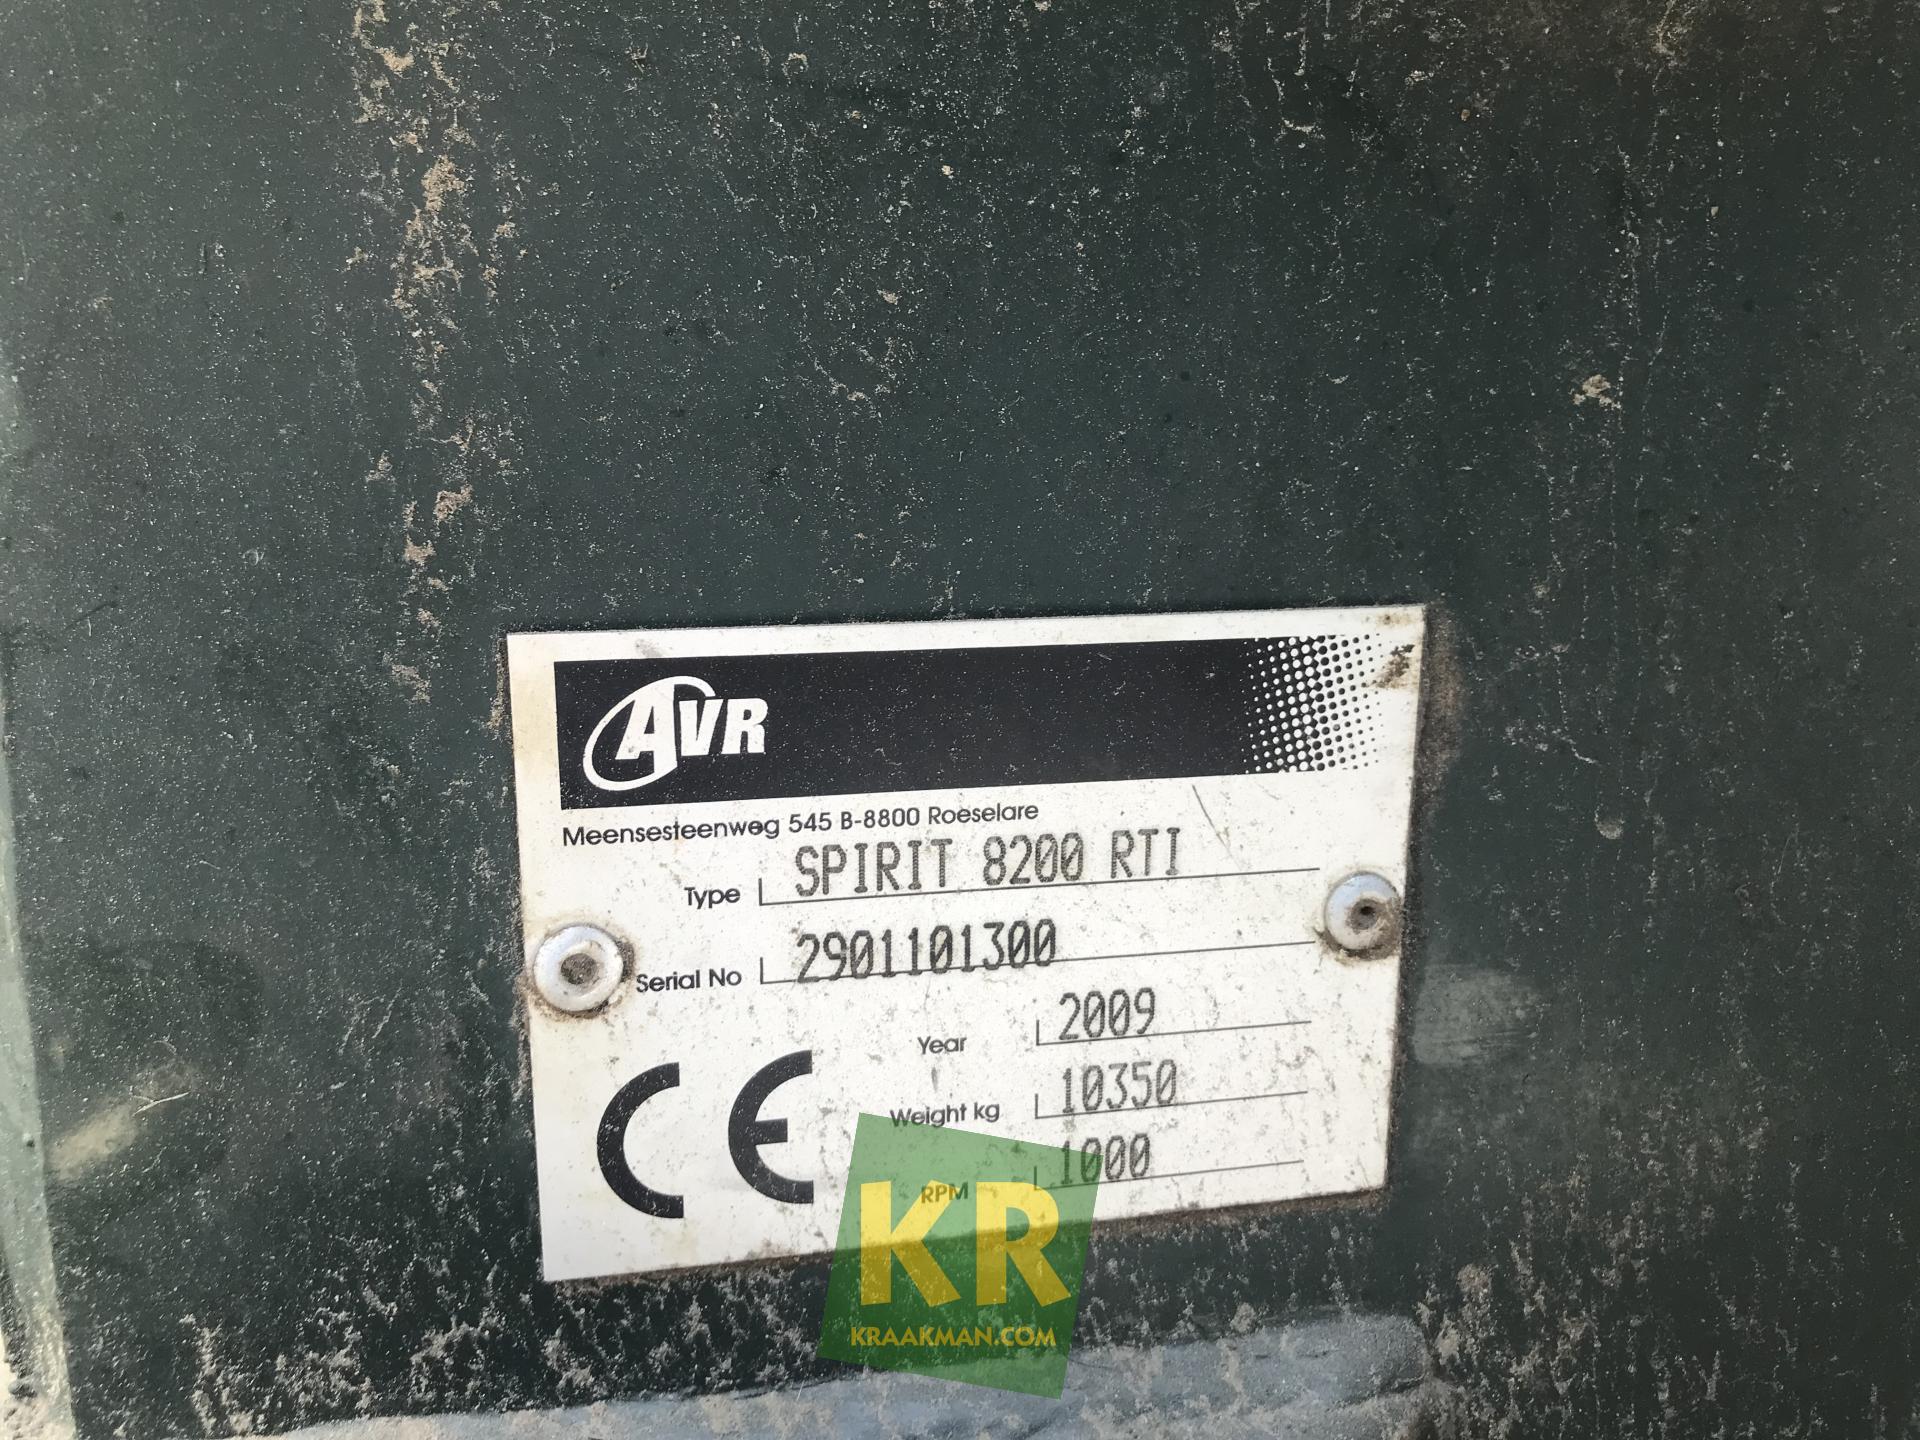 AVR
Meensesteenweg 545 B-8800 Roeselare
Type SPIRIT 8200 RTI
Serial No 2901101300
Year 2009
Weight kg 10350
RPM 1000
CE
KR
KRAAKMAN.COM